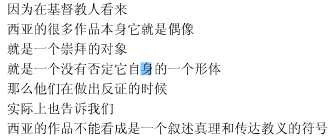 因为在基督教人看来
西亚的很多作品本身它就是偶像
就是一个崇拜的对象
就是一个没有否定它自身的一个形体
那么他们在做出反证的时候
实际上也告诉我们
西亚的作品不能看成是一个叙述真理和传达教义的符号